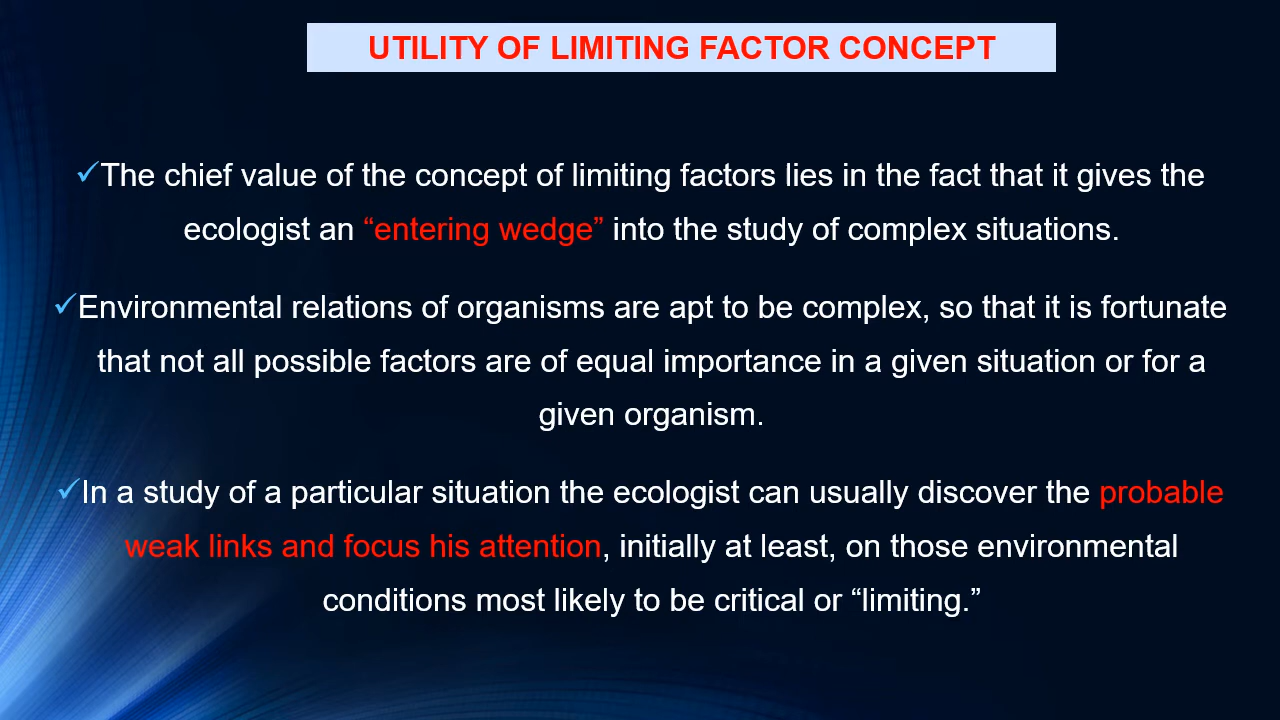 UTILITY OF LIMITING FACTOR CONCEPT
✓The chief value of the concept of limiting factors lies in the fact that it gives the
ecologist an “entering wedge” into the study of complex situations.
✓Environmental relations of organisms are apt to be complex, so that it is fortunate
that not all possible factors are of equal importance in a given situation or for a
given organism.
✓In a study of a particular situation the ecologist can usually discover the probable
weak links and focus his attention, initially at least, on those environmental
conditions most likely to be critical or “limiting.”